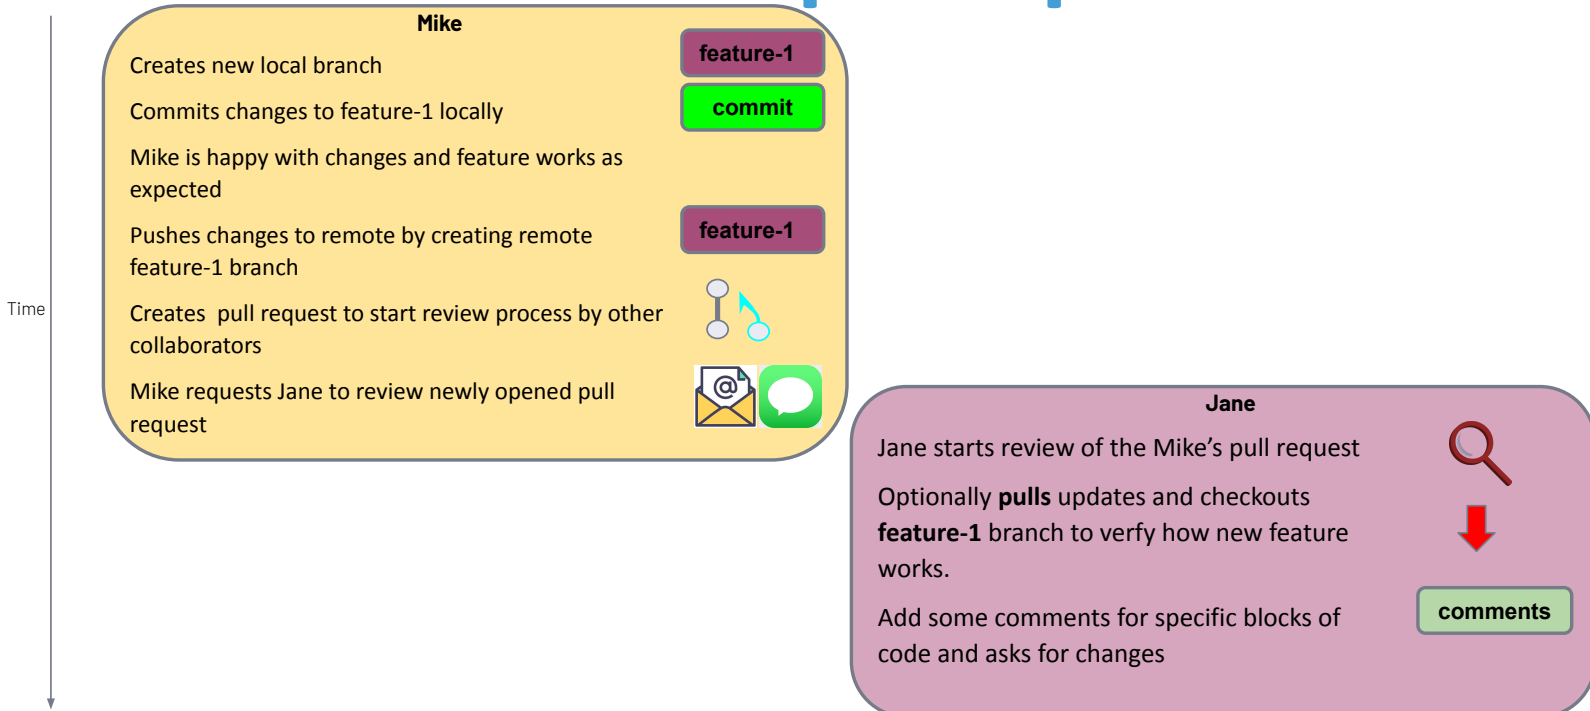 Mike
Creates new local branch
feature-1
Commits changes to feature-1 locally
commit
Mike is happy with changes and feature works as
expected
Pushes changes to remote by creating remote
feature-1 branch
feature-1
Time
Creates  pull request to start review process by other
collaborators
Mike requests Jane to review newly opened pull
request
@
Jane
Jane starts review of the Mike's pull request
Optionally pulls updates and checkouts
feature-1 branch to verfy how new feature
works.
Add some comments for specific blocks of
code and asks for changes
comments